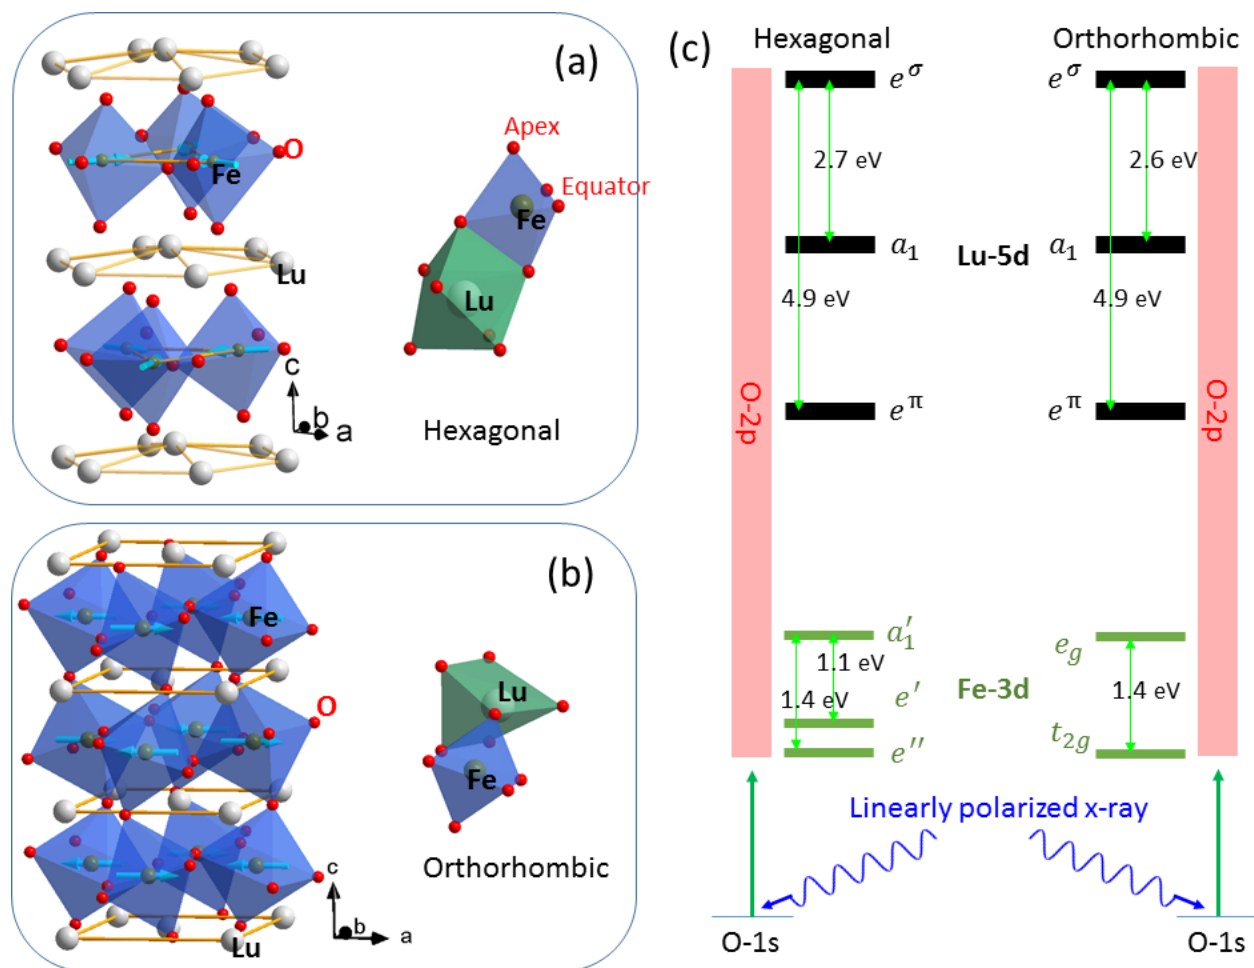 (a)
O
Fe
Lu
c
b
a
Apex
Equator
Fe
Lu
Hexagonal
(b)
Fe
O
Lu
c
b
a
Lu
Fe
Orthorhombic
(c)
Hexagonal
Orthorhombic
eσ
eσ
2.7 eV
2.6 eV
a1
Lu-5d
a1
4.9 eV
4.9 eV
O-2p
O-2p
eπ
eπ
a′1
1.1 eV
1.4 eV
e′
e′′
Fe-3d
eg
1.4 eV
t2g
Linearly polarized x-ray
O-1s
O-1s